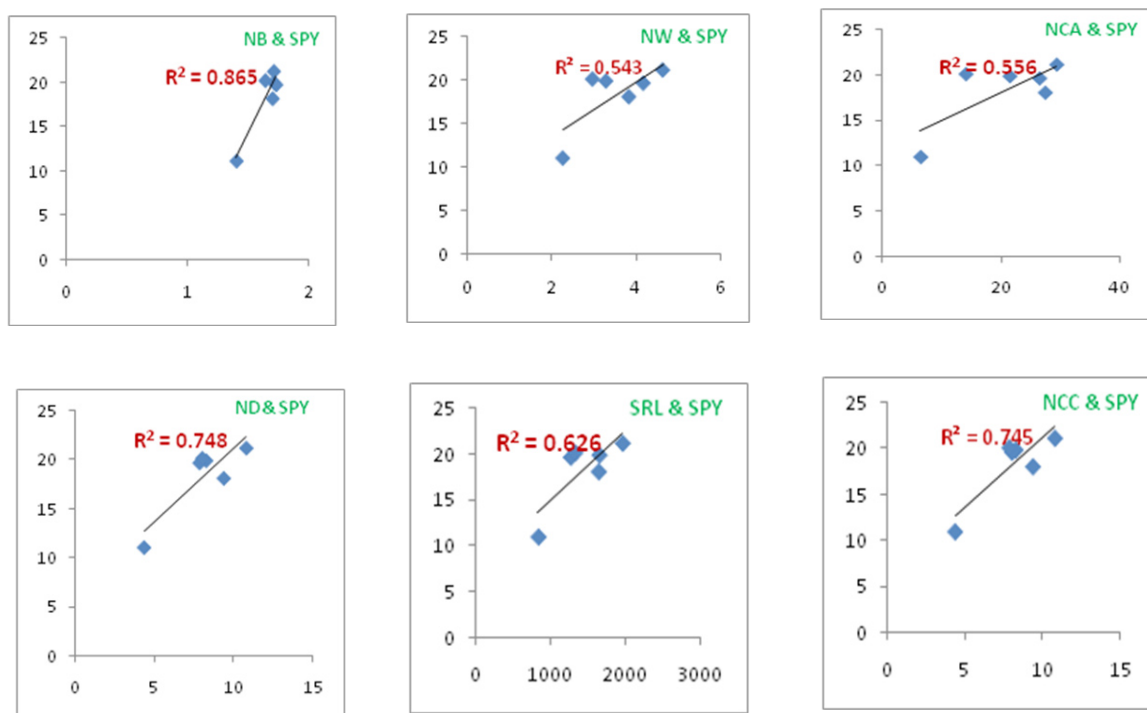 NB & SPY
R² = 0.865
25
20
15
10
5
0
0 1 2
NW & SPY
R² = 0.543
25
20
15
10
5
0
0 2 4 6
NCA & SPY
R² = 0.556
25
20
15
10
5
0
0 20 40
ND & SPY
R² = 0.748
25
20
15
10
5
0
0 5 10 15
SRL & SPY
R² = 0.626
25
20
15
10
5
0
0 1000 2000 3000
NCC & SPY
R² = 0.745
25
20
15
10
5
0
0 5 10 15